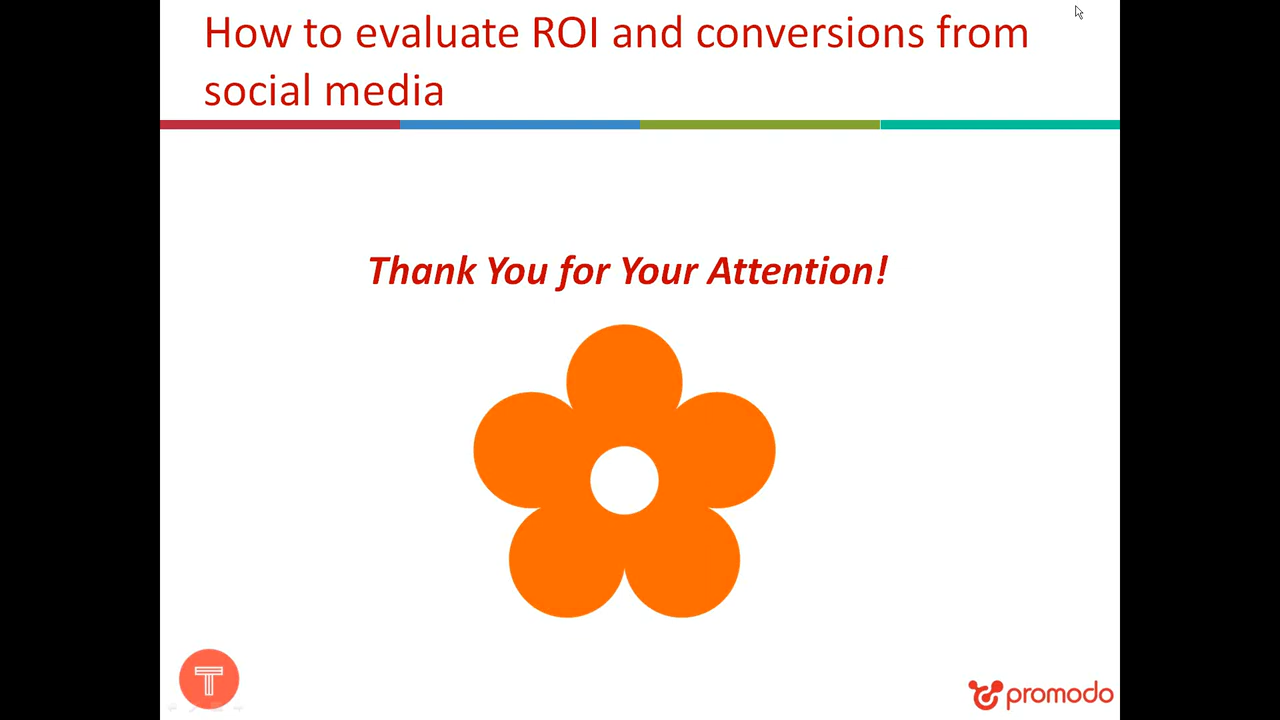 How to evaluate ROI and conversions from
social media
Thank You for Your Attention!
T
promodo